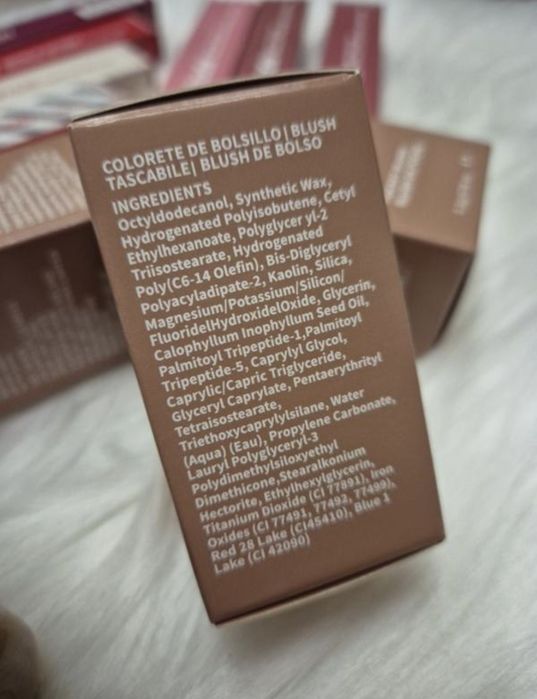 COLORETE DE BOLSILLO | BLUSH
TASCABILE| BLUSH DE BOLSO
INGREDIENTS
Octyldodecanol, Synthetic Wax,
Hydrogenated Polyisobutene, Cetyl
Ethylhexanoate, Polyglycer yl-2
Triisostearate, Hydrogenated
Poly(C6-14 Olefin), Bis-Diglyceryl
Polyacyladipate-2, Kaolin, Silica,
Magnesium/Potassium/Silicon/
FluoridelHydroxidelOxide, Glycerin,
Calophyllum Inophyllum Seed Oil,
Palmitoyl Tripeptide-1,Palmitoyl
Tripeptide-5, Caprylyl Glycol,
Caprylic/Capric Triglyceride,
Glyceryl Caprylate, Pentaerythrityl
Tetraisostearate,
Triethoxycaprylylsilane, Water
(Aqua) (Eau), Propylene Carbonate,
Lauryl Polyglyceryl-3
Polydimethylsiloxyethyl
Dimethicone,Stearalkonium
Hectorite, Ethylhexylglycerin,
Titanium Dioxide (CI 77891), Iron
Oxides (CI 77491, 77492, 77499),
Red 28 Lake (CI45410), Blue 1
Lake (CI 42090)